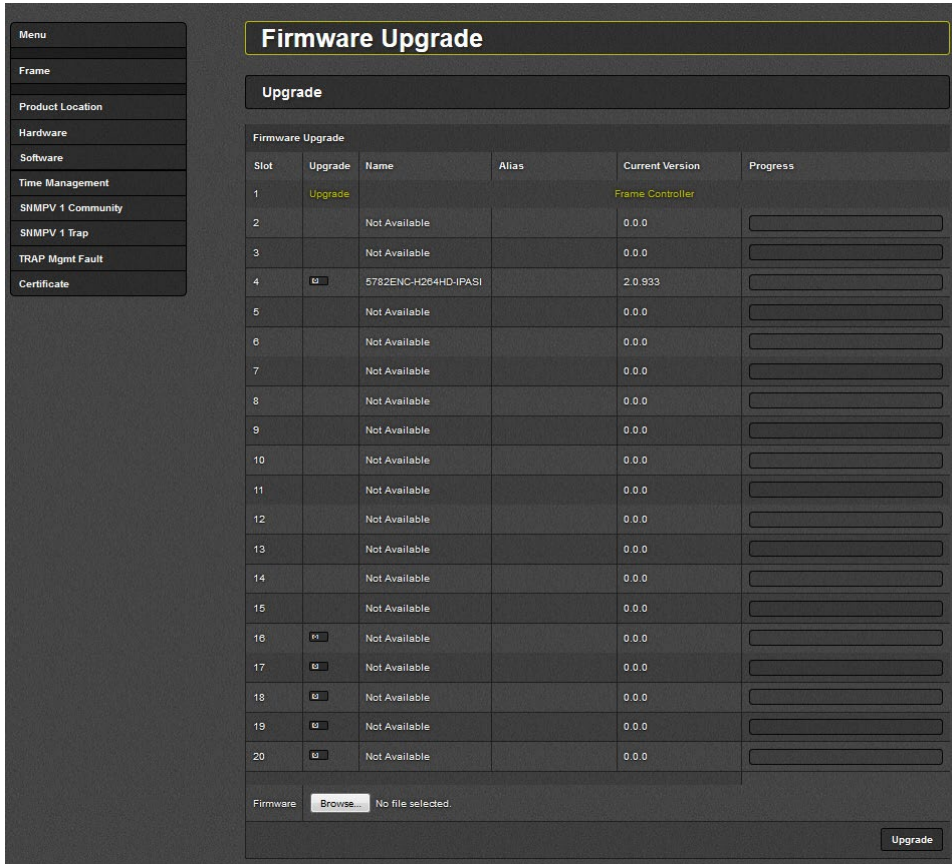 Menu
Frame
Product Location
Hardware
Software
Time Management
SNMPV 1 Community
SNMPV 1 Trap
TRAP Mgmt Fault
Certificate
Firmware Upgrade
Upgrade
Firmware Upgrade
Slot Upgrade Name Alias Current Version Progress
1 Upgrade Frame Controller
2 Not Available 0.0.0
3 Not Available 0.0.0
4 5782ENC-H264HD-IPASI 2.0.933
5 Not Available 0.0.0
6 Not Available 0.0.0
7 Not Available 0.0.0
8 Not Available 0.0.0
9 Not Available 0.0.0
10 Not Available 0.0.0
11 Not Available 0.0.0
12 Not Available 0.0.0
13 Not Available 0.0.0
14 Not Available 0.0.0
15 Not Available 0.0.0
16 Not Available 0.0.0
17 Not Available 0.0.0
18 Not Available 0.0.0
19 Not Available 0.0.0
20 Not Available 0.0.0
Firmware Browse... No file selected.
Upgrade